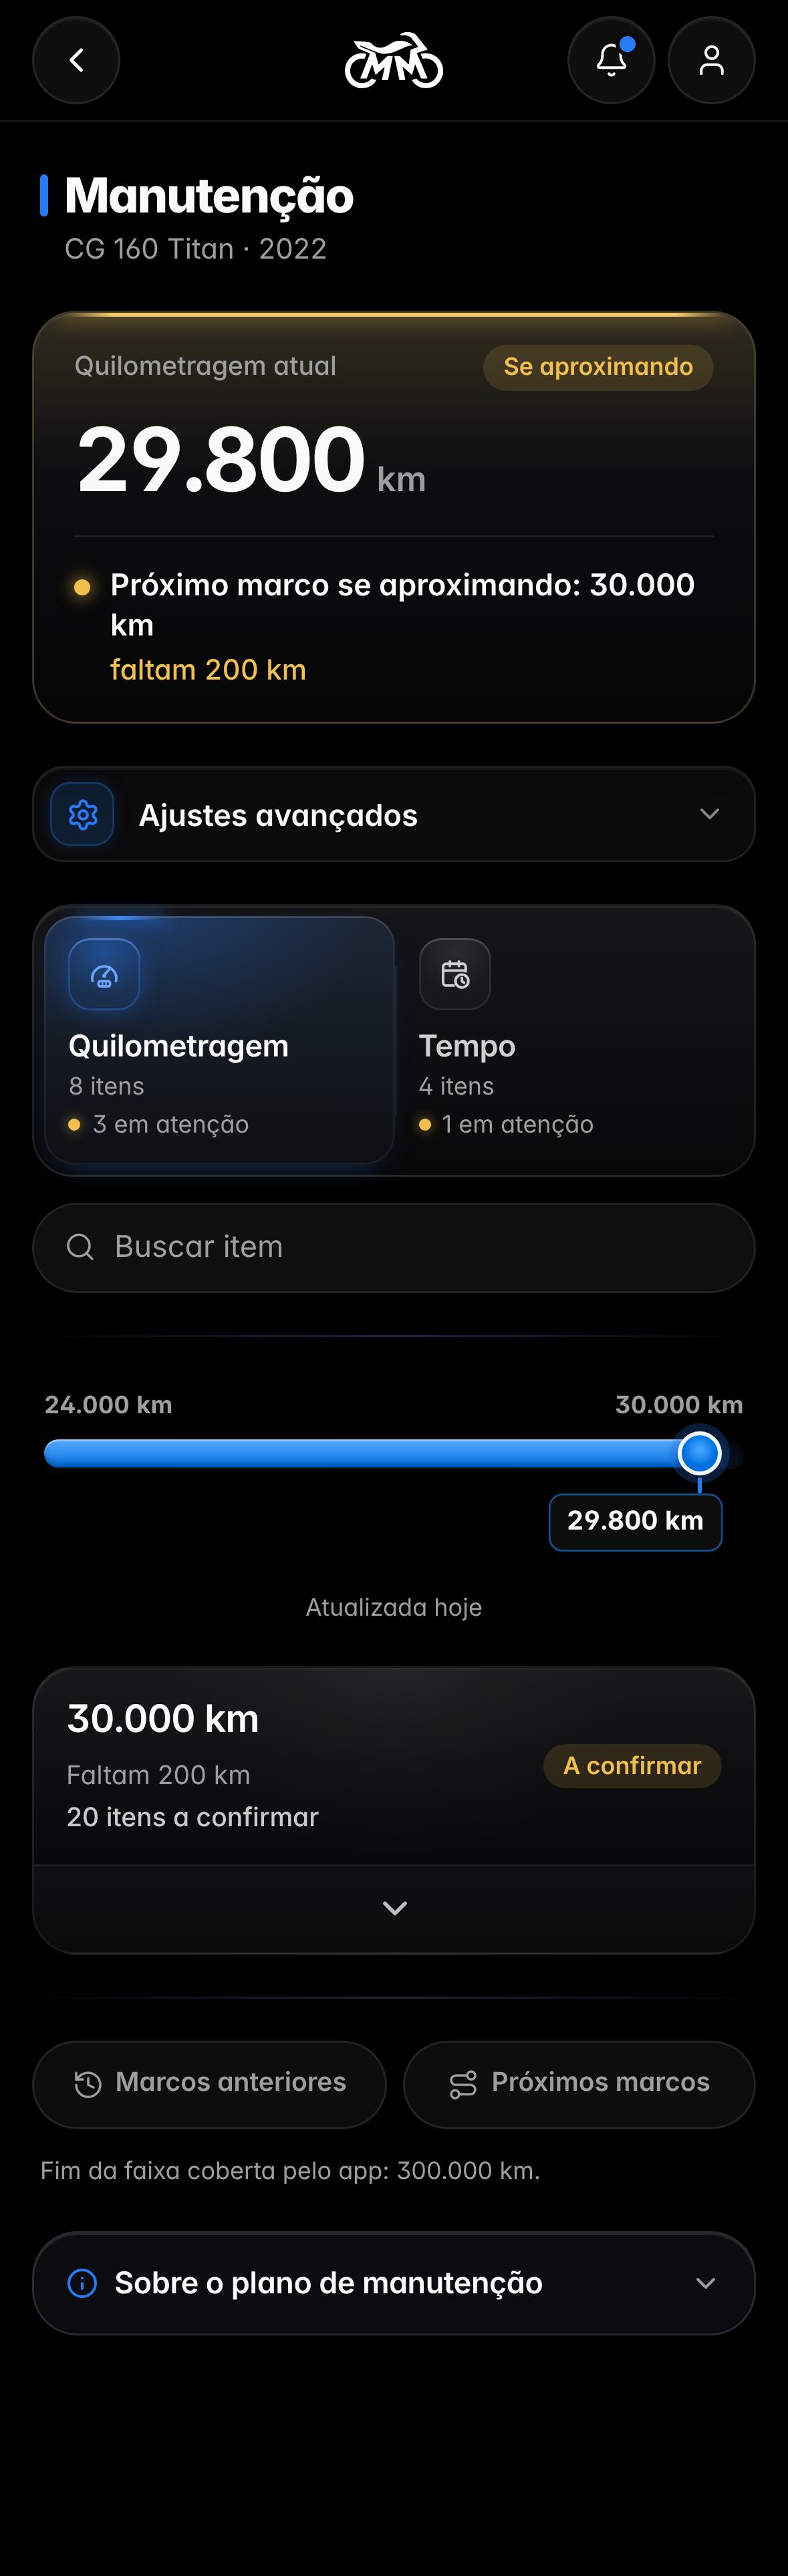 MM
Manutenção
CG 160 Titan · 2022
Quilometragem atual
Se aproximando
29.800 km
Próximo marco se aproximando: 30.000
km
faltam 200 km
Ajustes avançados
Quilometragem
8 itens
3 em atenção
Tempo
4 itens
1 em atenção
Buscar item
24.000 km
30.000 km
29.800 km
Atualizada hoje
30.000 km
Faltam 200 km
20 itens a confirmar
A confirmar
Marcos anteriores
Próximos marcos
Fim da faixa coberta pelo app: 300.000 km.
Sobre o plano de manutenção